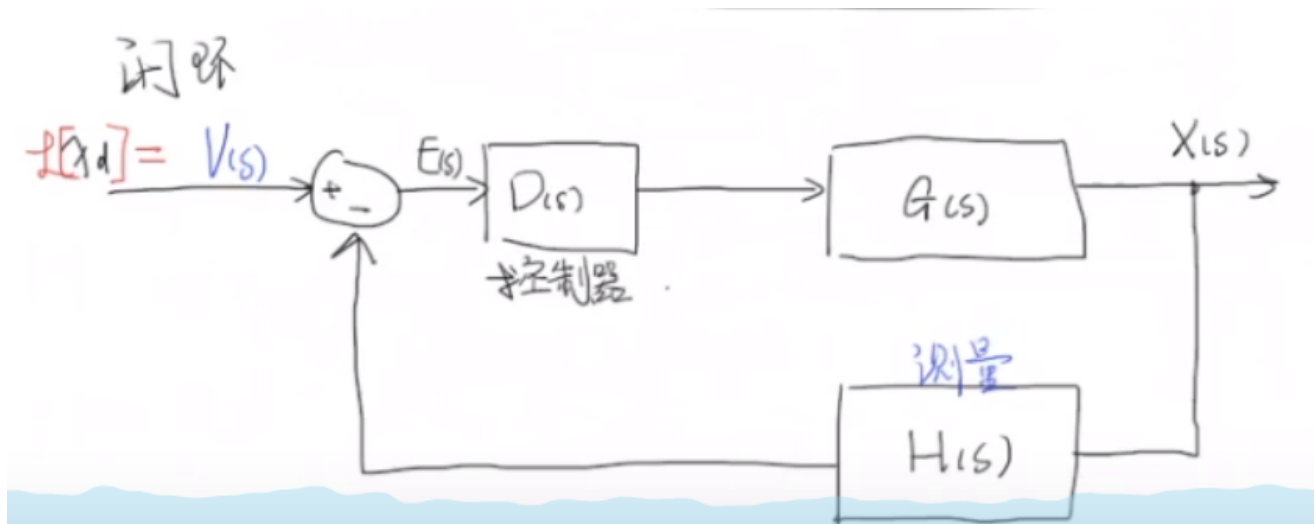 闭环
ℒ[Xd] = V(s)
+
−
E(s)
D(s)
控制器
G(s)
X(s)
测量
H(s)